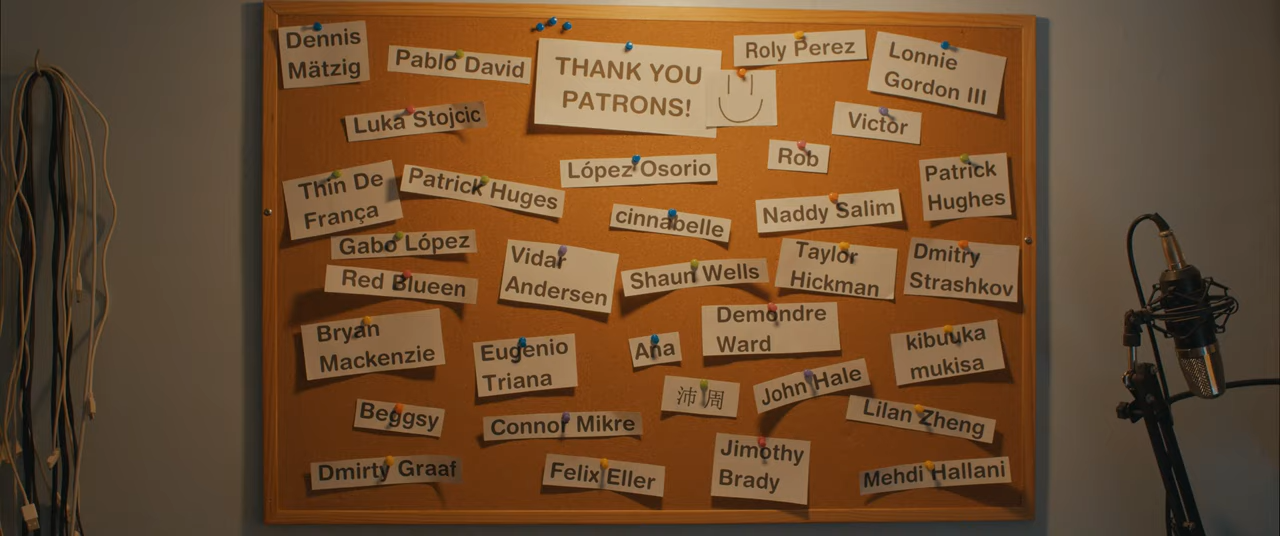 Dennis
Mätzig
Pablo David
THANK YOU
PATRONS!
Roly Perez
Lonnie
Gordon III
Luka Stojcic
Victor
Rob
López Osorio
Patrick
Hughes
Thin De
França
Patrick Huges
cinnabelle
Naddy Salim
Gabo López
Vidar
Andersen
Shaun Wells
Taylor
Hickman
Dmitry
Strashkov
Red Blueen
Bryan
Mackenzie
Demondre
Ward
Eugenio
Triana
Ana
kibuuka
mukisa
沛 周
John Hale
Beggsy
Connor Mikre
Lilan Zheng
Jimothy
Brady
Dmirty Graaf
Felix Eller
Mehdi Hallani